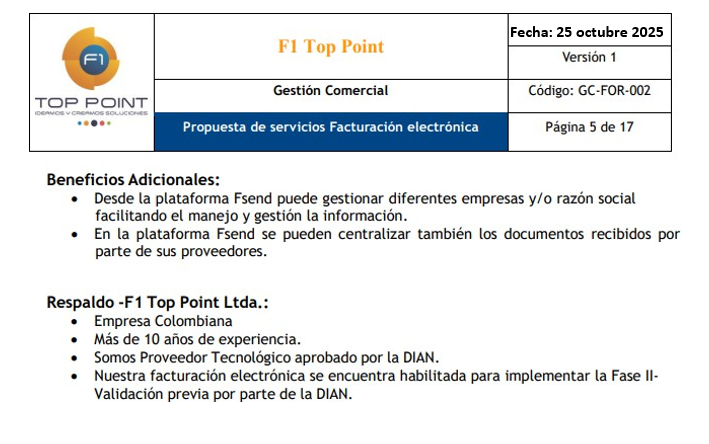 F1
TOP POINT
IDEAMOS Y CREAMOS SOLUCIONES
F1 Top Point
Gestión Comercial
Propuesta de servicios Facturación electrónica
Fecha: 25 octubre 2025
Versión 1
Código: GC-FOR-002
Página 5 de 17
Beneficios Adicionales:
• Desde la plataforma Fsend puede gestionar diferentes empresas y/o razón social
facilitando el manejo y gestión la información.
• En la plataforma Fsend se pueden centralizar también los documentos recibidos por
parte de sus proveedores.
Respaldo -F1 Top Point Ltda.:
• Empresa Colombiana
• Más de 10 años de experiencia.
• Somos Proveedor Tecnológico aprobado por la DIAN.
• Nuestra facturación electrónica se encuentra habilitada para implementar la Fase II-
Validación previa por parte de la DIAN.